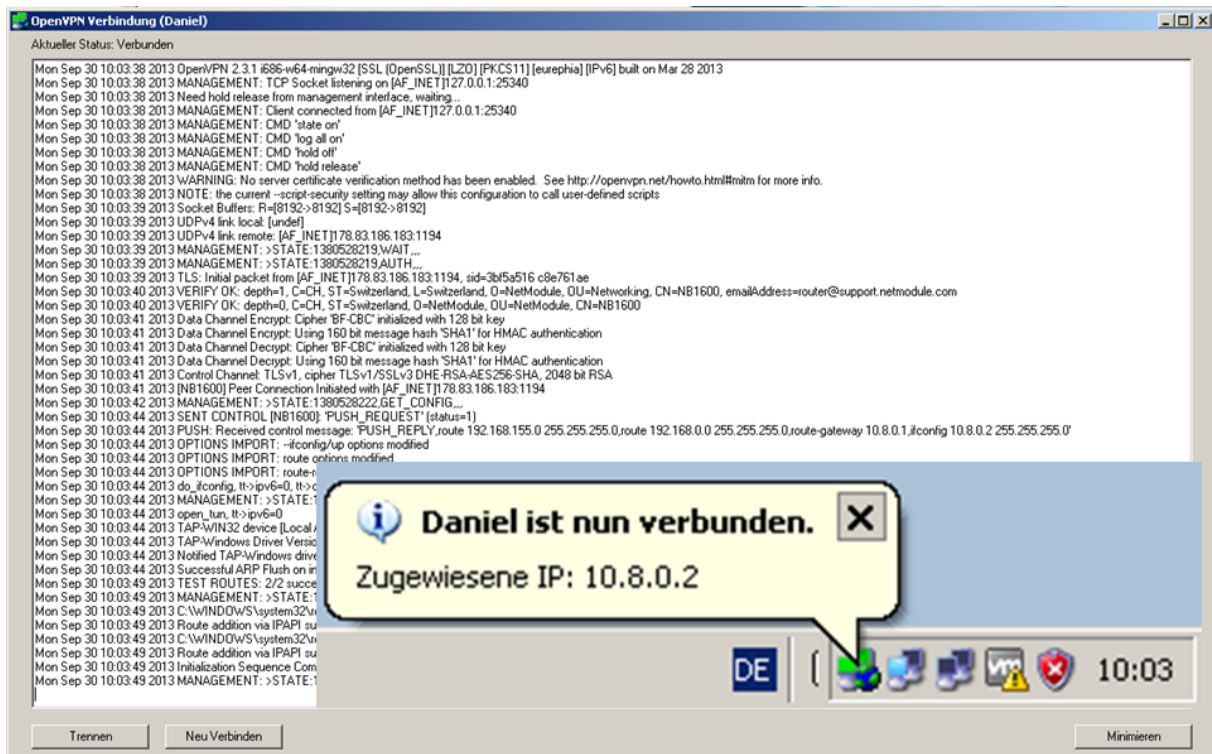 OpenVPN Verbindung (Daniel)
Aktueller Status: Verbunden
Mon Sep 30 10:03:38 2013 OpenVPN 2.3.1 i686-w64-mingw32 [SSL (OpenSSL)] [LZO] [PKCS11] [eurephia] [IPv6] built on Mar 28 2013
Mon Sep 30 10:03:38 2013 MANAGEMENT: TCP Socket listening on [AF_INET]127.0.0.1:25340
Mon Sep 30 10:03:38 2013 Need hold release from management interface, waiting...
Mon Sep 30 10:03:38 2013 MANAGEMENT: Client connected from [AF_INET]127.0.0.1:25340
Mon Sep 30 10:03:38 2013 MANAGEMENT: CMD 'state on'
Mon Sep 30 10:03:38 2013 MANAGEMENT: CMD 'log all on'
Mon Sep 30 10:03:38 2013 MANAGEMENT: CMD 'hold off'
Mon Sep 30 10:03:38 2013 MANAGEMENT: CMD 'hold release'
Mon Sep 30 10:03:38 2013 WARNING: No server certificate verification method has been enabled.  See http://openvpn.net/howto.html#mitm for more info.
Mon Sep 30 10:03:38 2013 NOTE: the current --script-security setting may allow this configuration to call user-defined scripts
Mon Sep 30 10:03:39 2013 Socket Buffers: R=[8192->8192] S=[8192->8192]
Mon Sep 30 10:03:39 2013 UDPv4 link local: [undef]
Mon Sep 30 10:03:39 2013 UDPv4 link remote: [AF_INET]178.83.186.183:1194
Mon Sep 30 10:03:39 2013 MANAGEMENT: >STATE:1380528219,WAIT,,,
Mon Sep 30 10:03:39 2013 MANAGEMENT: >STATE:1380528219,AUTH,,,
Mon Sep 30 10:03:39 2013 TLS: Initial packet from [AF_INET]178.83.186.183:1194, sid=3bf5a516 c8e761ae
Mon Sep 30 10:03:40 2013 VERIFY OK: depth=1, C=CH, ST=Switzerland, L=Switzerland, O=NetModule, OU=Networking, CN=NB1600, emailAddress=router@support.netmodule.com
Mon Sep 30 10:03:40 2013 VERIFY OK: depth=0, C=CH, ST=Switzerland, O=NetModule, OU=NetModule, CN=NB1600
Mon Sep 30 10:03:41 2013 Data Channel Encrypt: Cipher 'BF-CBC' initialized with 128 bit key
Mon Sep 30 10:03:41 2013 Data Channel Encrypt: Using 160 bit message hash 'SHA1' for HMAC authentication
Mon Sep 30 10:03:41 2013 Data Channel Decrypt: Cipher 'BF-CBC' initialized with 128 bit key
Mon Sep 30 10:03:41 2013 Data Channel Decrypt: Using 160 bit message hash 'SHA1' for HMAC authentication
Mon Sep 30 10:03:41 2013 Control Channel: TLSv1, cipher TLSv1/SSLv3 DHE-RSA-AES256-SHA, 2048 bit RSA
Mon Sep 30 10:03:41 2013 [NB1600] Peer Connection Initiated with [AF_INET]178.83.186.183:1194
Mon Sep 30 10:03:42 2013 MANAGEMENT: >STATE:1380528222,GET_CONFIG,,,
Mon Sep 30 10:03:44 2013 SENT CONTROL [NB1600]: 'PUSH_REQUEST' (status=1)
Mon Sep 30 10:03:44 2013 PUSH: Received control message: 'PUSH_REPLY,route 192.168.155.0 255.255.255.0,route 192.168.0.0 255.255.255.0,route-gateway 10.8.0.1,ifconfig 10.8.0.2 255.255.255.0'
Mon Sep 30 10:03:44 2013 OPTIONS IMPORT: --ifconfig/up options modified
Mon Sep 30 10:03:44 2013 OPTIONS IMPORT: route options modified
Mon Sep 30 10:03:44 2013 OPTIONS IMPORT: route-r
Mon Sep 30 10:03:44 2013 do_ifconfig, tt->ipv6=0, tt->
Mon Sep 30 10:03:44 2013 MANAGEMENT: >STATE:1
Mon Sep 30 10:03:44 2013 open_tun, tt->ipv6=0
Mon Sep 30 10:03:44 2013 TAP-WIN32 device [Local
Mon Sep 30 10:03:44 2013 TAP-Windows Driver Versio
Mon Sep 30 10:03:44 2013 Notified TAP-Windows drive
Mon Sep 30 10:03:44 2013 Successful ARP Flush on in
Mon Sep 30 10:03:49 2013 TEST ROUTES: 2/2 succe
Mon Sep 30 10:03:49 2013 MANAGEMENT: >STATE:1
Mon Sep 30 10:03:49 2013 C:\WINDOWS\system32\r
Mon Sep 30 10:03:49 2013 Route addition via IPAPI su
Mon Sep 30 10:03:49 2013 C:\WINDOWS\system32\r
Mon Sep 30 10:03:49 2013 Route addition via IPAPI su
Mon Sep 30 10:03:49 2013 Initialization Sequence Com
Mon Sep 30 10:03:49 2013 MANAGEMENT: >STATE:1
Daniel ist nun verbunden.
Zugewiesene IP: 10.8.0.2
DE
10:03
Trennen
Neu Verbinden
Minimieren